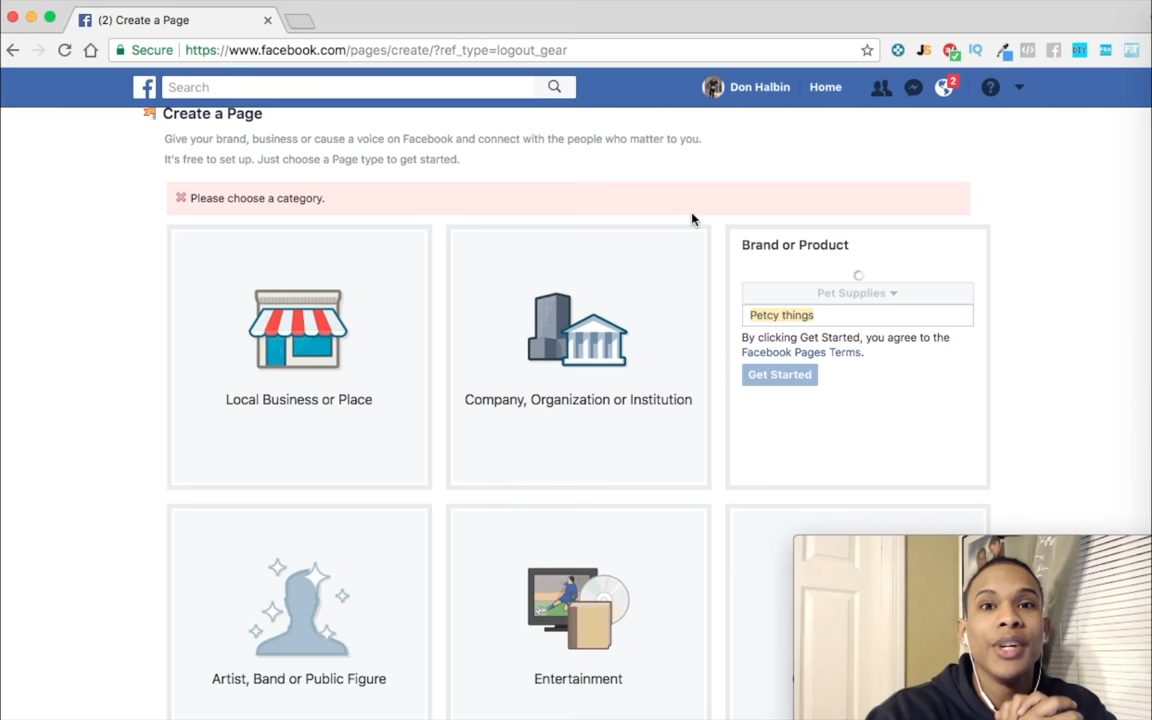 (2) Create a Page
Secure https://www.facebook.com/pages/create/?ref_type=logout_gear
JS
IQ
DIY
Search
Don Halbin
Home
2
Create a Page
Give your brand, business or cause a voice on Facebook and connect with the people who matter to you.
It's free to set up. Just choose a Page type to get started.
Please choose a category.
Brand or Product
Pet Supplies
Petcy things
By clicking Get Started, you agree to the
Facebook Pages Terms.
Get Started
Local Business or Place
Company, Organization or Institution
Artist, Band or Public Figure
Entertainment